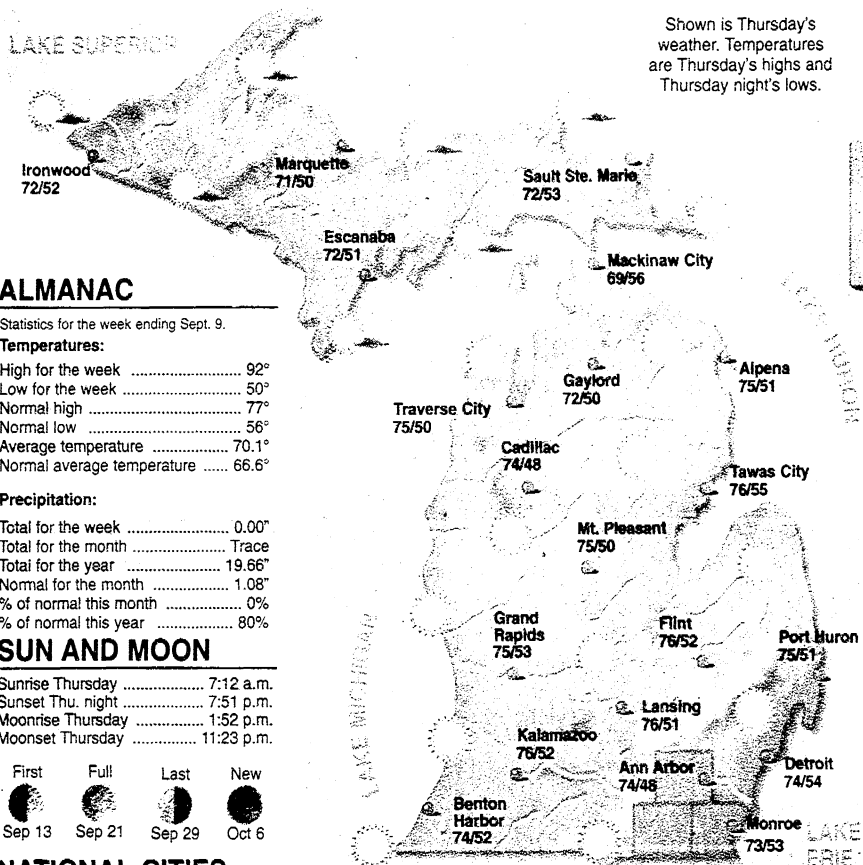 LAKE SUPERIOR
Shown is Thursday's
weather. Temperatures
are Thursday's highs and
Thursday night's lows.
Ironwood
72/52
Marquette
71/50
Sault Ste. Marie
72/53
Escanaba
72/51
Mackinaw City
69/56
LAKE HURON
Gaylord
72/50
Alpena
75/51
Traverse City
75/50
Cadillac
74/48
Tawas City
76/55
Mt. Pleasant
75/50
Grand
Rapids
75/53
Flint
76/52
Port Huron
75/51
LAKE MICHIGAN
Lansing
76/51
Kalamazoo
76/52
Ann Arbor
74/48
Detroit
74/54
Benton
Harbor
74/52
Monroe
73/53
LAKE
ERIE
ALMANAC
Statistics for the week ending Sept. 9.
Temperatures:
High for the week .................... 92°
Low for the week ..................... 50°
Normal high ............................ 77°
Normal low ............................. 56°
Average temperature .............. 70.1°
Normal average temperature ...... 66.6°
Precipitation:
Total for the week ................... 0.00"
Total for the month ................. Trace
Total for the year .................. 19.66"
Normal for the month ............. 1.08"
% of normal this month .............. 0%
% of normal this year .............. 80%
SUN AND MOON
Sunrise Thursday ................ 7:12 a.m.
Sunset Thu. night ................ 7:51 p.m.
Moonrise Thursday .............. 1:52 p.m.
Moonset Thursday .............. 11:23 p.m.
First Full Last New
Sep 13 Sep 21 Sep 29 Oct 6
NATIONAL CITIES